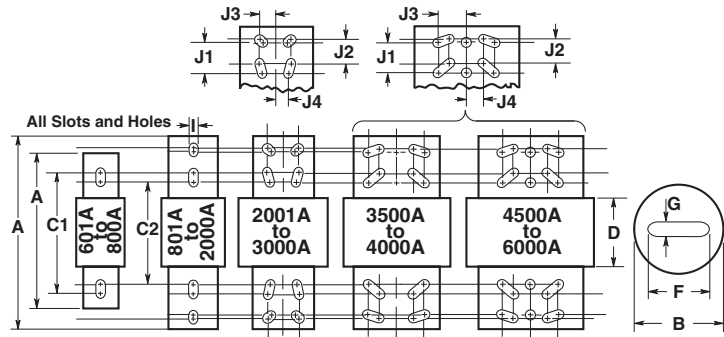 J3
J1
J2
J4
J3
J1
J2
J4
All Slots and Holes
I
A
A
C1
601A
to
800A
801A
to
2000A
C2
2001A
to
3000A
3500A
to
4000A
4500A
to
6000A
D
G
F
B